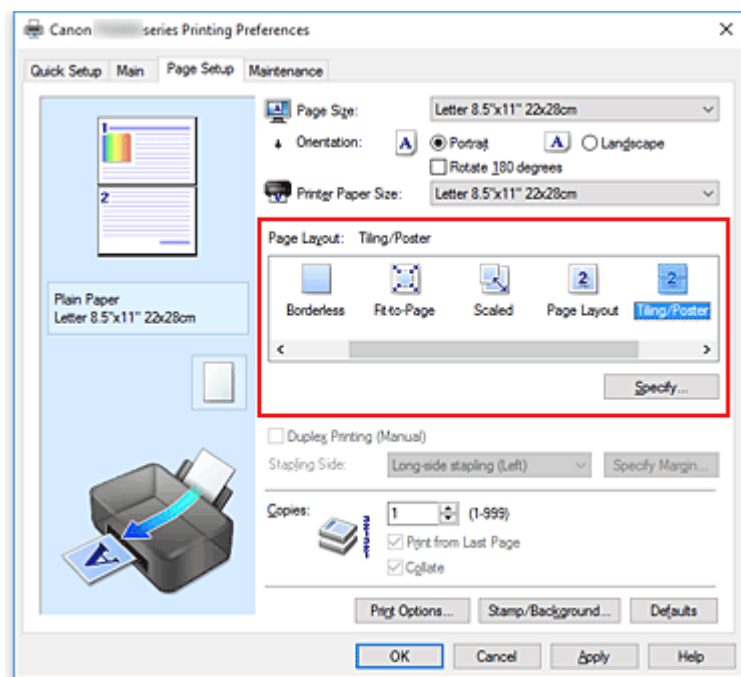 Canon series Printing Preferences
Quick Setup Main Page Setup Maintenance
1
2
Plain Paper
Letter 8.5"x11" 22x28cm
Page Size: Letter 8.5"x11" 22x28cm
Orientation: A Portrait A Landscape
Rotate 180 degrees
Printer Paper Size: Letter 8.5"x11" 22x28cm
Page Layout: Tiling/Poster
2 2
Borderless Fit-to-Page Scaled Page Layout Tiling/Poster
Specify...
Duplex Printing (Manual)
Stapling Side: Long-side stapling (Left) Specify Margin...
Copies: 1 (1-999)
Print from Last Page
Collate
A
Print Options... Stamp/Background... Defaults
OK Cancel Apply Help